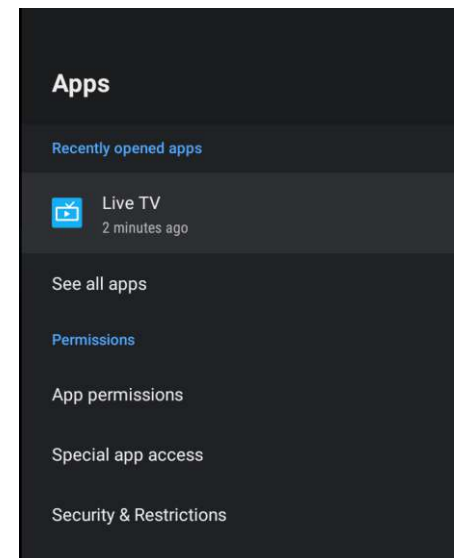 Apps
Recently opened apps
Live TV
2 minutes ago
See all apps
Permissions
App permissions
Special app access
Security & Restrictions